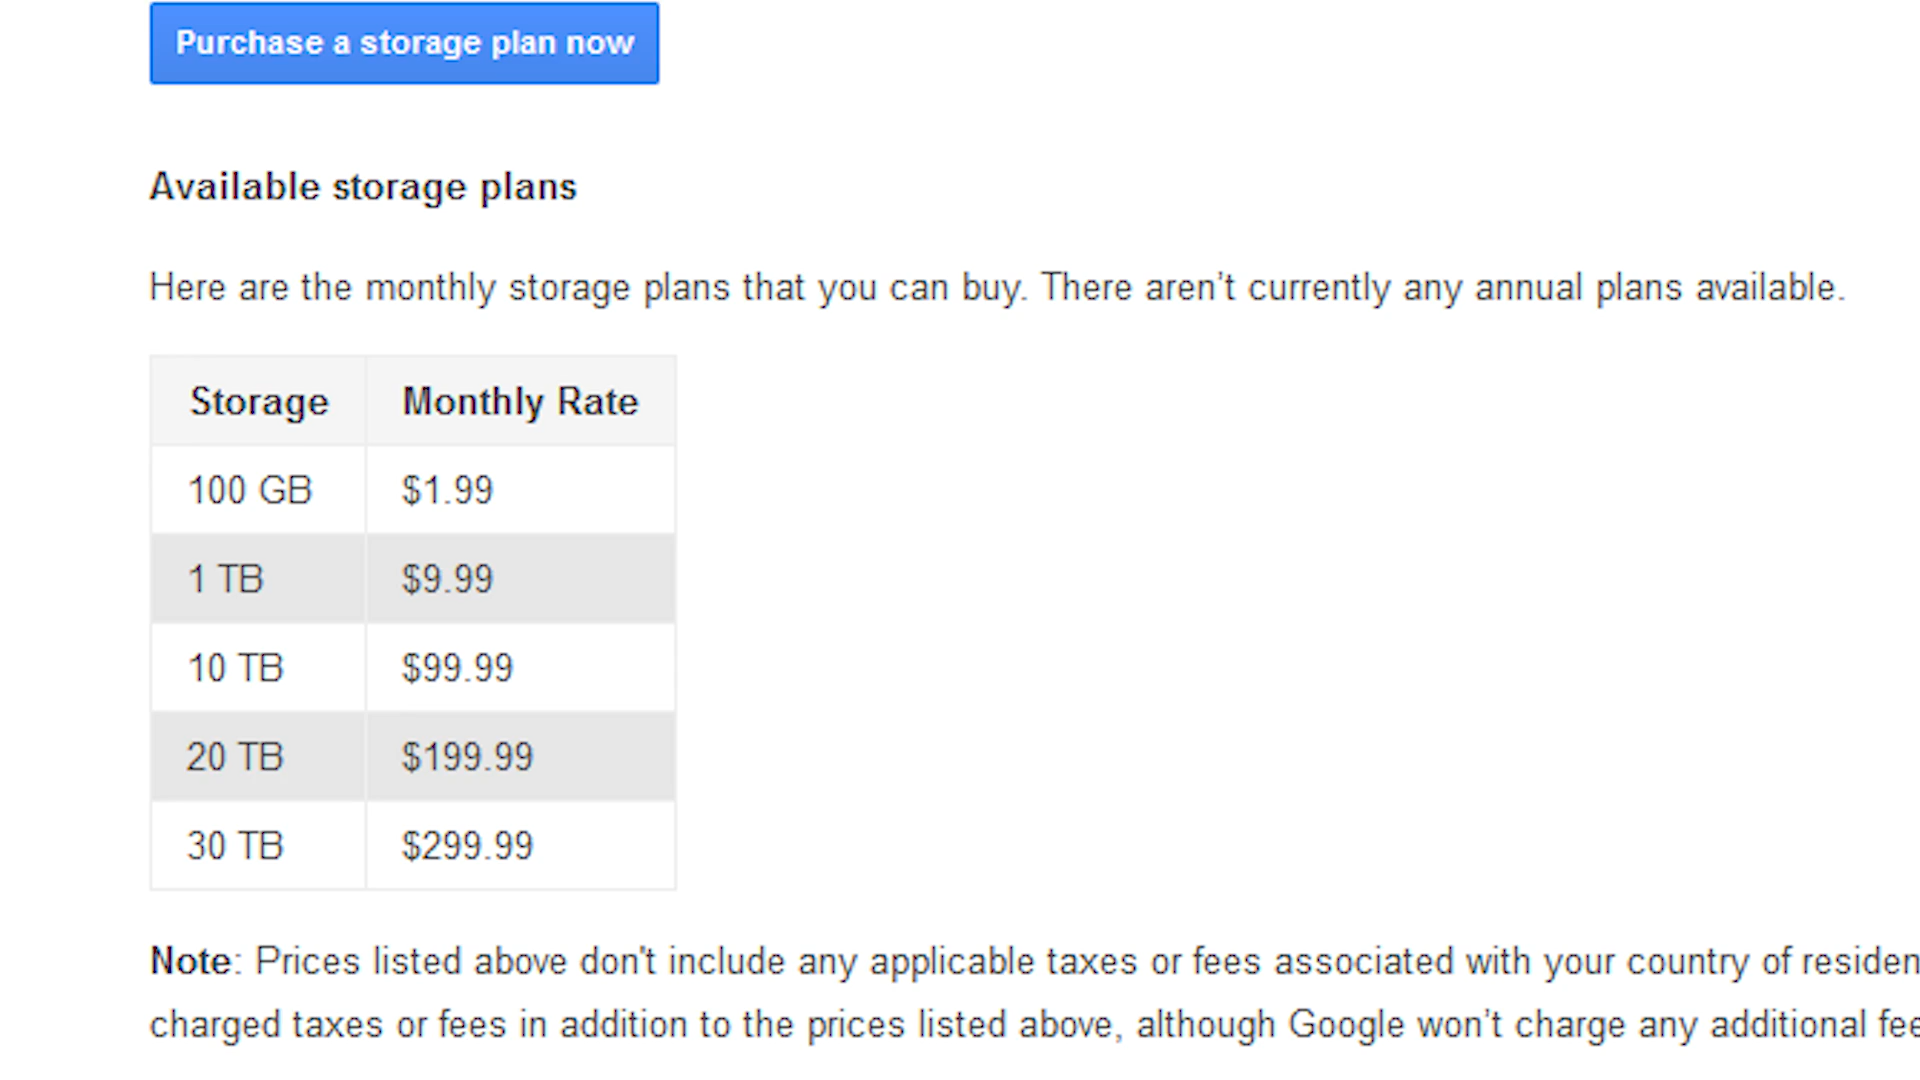 Purchase a storage plan now
Available storage plans
Here are the monthly storage plans that you can buy. There aren't currently any annual plans available.
Storage Monthly Rate
100 GB $1.99
1 TB $9.99
10 TB $99.99
20 TB $199.99
30 TB $299.99
Note: Prices listed above don't include any applicable taxes or fees associated with your country of residen
charged taxes or fees in addition to the prices listed above, although Google won't charge any additional fee